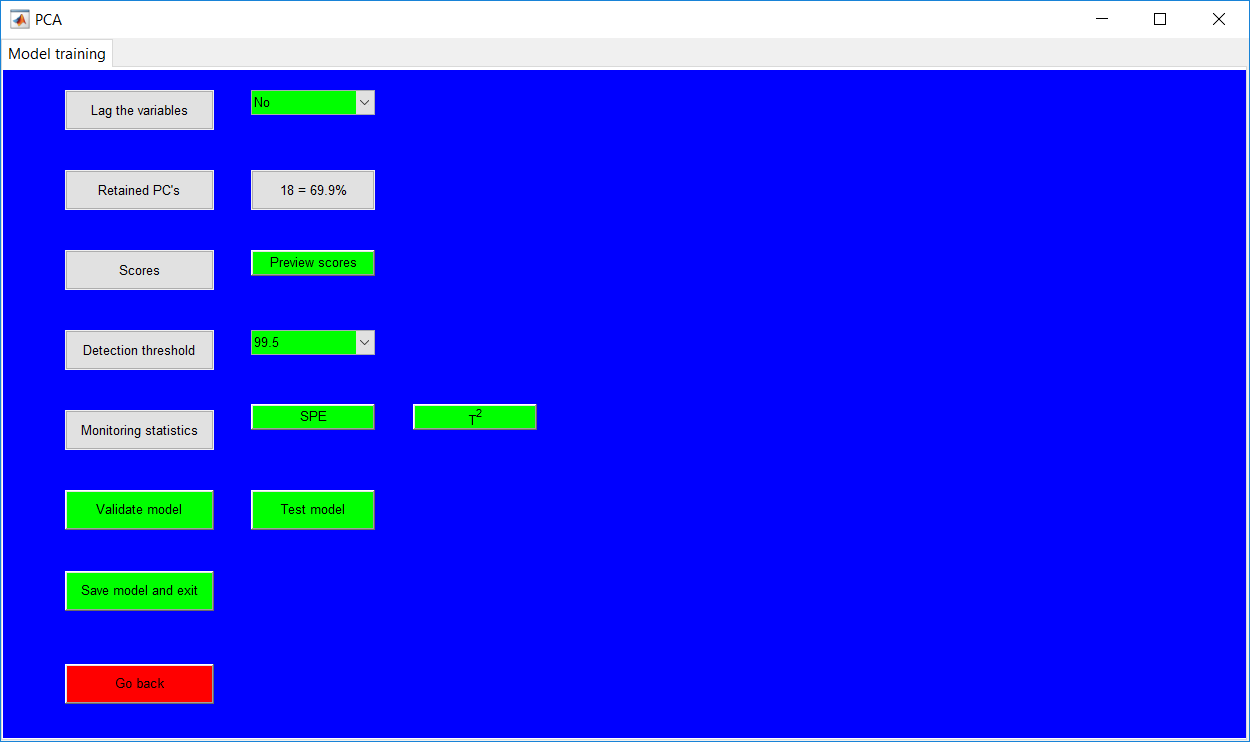 PCA
Model training
Lag the variables
No
Retained PC's
18 = 69.9%
Scores
Preview scores
Detection threshold
99.5
Monitoring statistics
SPE
T²
Validate model
Test model
Save model and exit
Go back